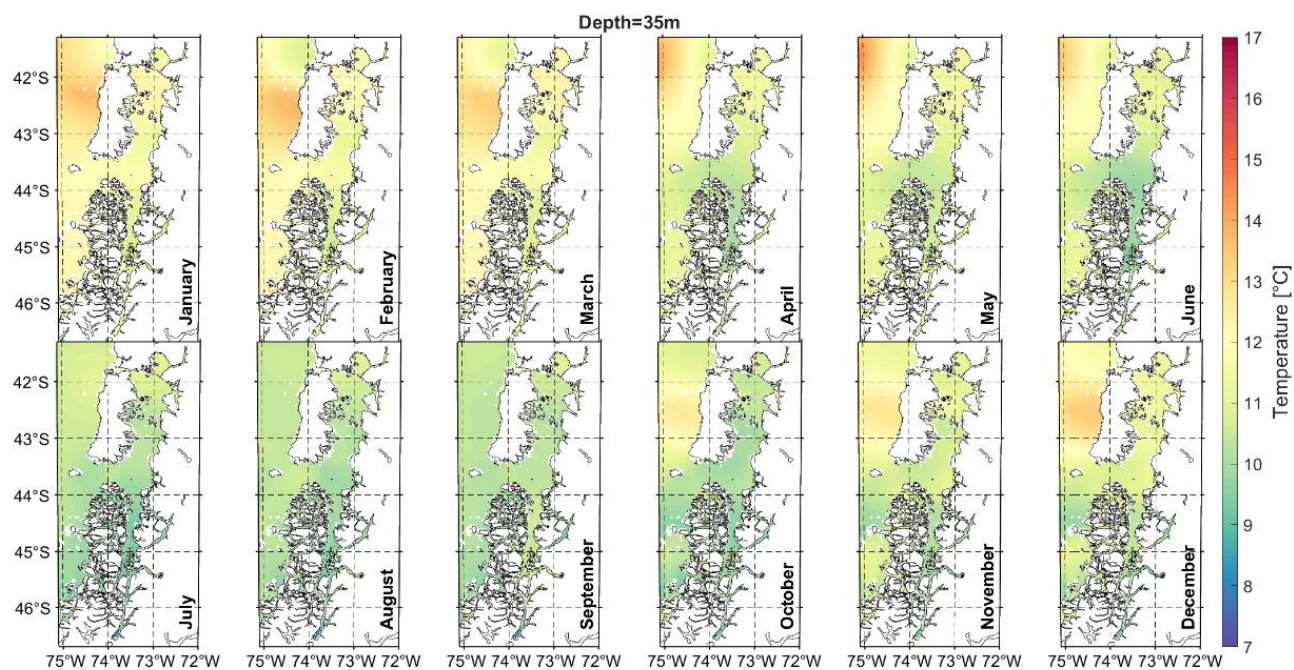 Depth=35m
42°S
43°S
44°S
45°S
46°S
January
February
March
April
May
June
42°S
43°S
44°S
45°S
46°S
July
August
September
October
November
December
75°W 74°W 73°W 72°W
75°W 74°W 73°W 72°W
75°W 74°W 73°W 72°W
75°W 74°W 73°W 72°W
75°W 74°W 73°W 72°W
75°W 74°W 73°W 72°W
17
16
15
14
13
12
11
10
9
8
7
Temperature [°C]